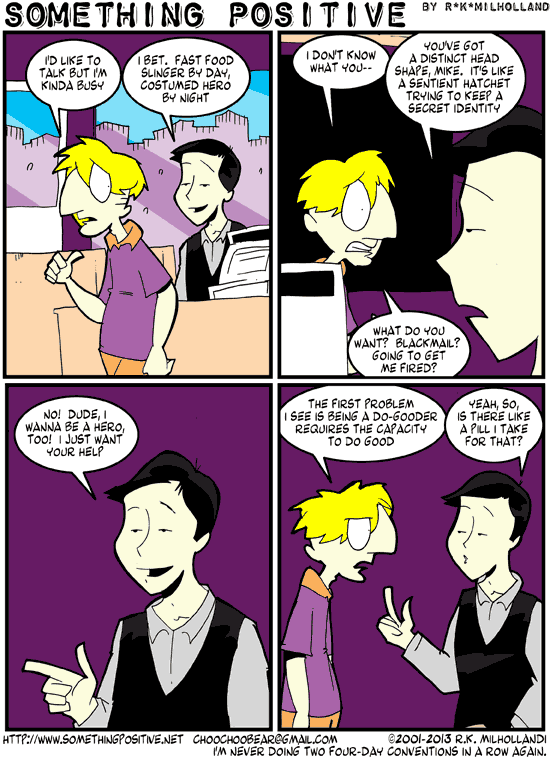 SOMETHING POSITIVE BY R*K*MILHOLLAND
I'D LIKE TO
TALK BUT I'M
KINDA BUSY
I BET. FAST FOOD
SLINGER BY DAY,
COSTUMED HERO
BY NIGHT
I DON'T KNOW
WHAT YOU--
YOU'VE GOT
A DISTINCT HEAD
SHAPE, MIKE. IT'S LIKE
A SENTIENT HATCHET
TRYING TO KEEP A
SECRET IDENTITY
WHAT DO YOU
WANT? BLACKMAIL?
GOING TO GET
ME FIRED?
NO! DUDE, I
WANNA BE A HERO,
TOO! I JUST WANT
YOUR HELP
THE FIRST PROBLEM
I SEE IS BEING A DO-GOODER
REQUIRES THE CAPACITY
TO DO GOOD
YEAH, SO,
IS THERE LIKE
A PILL I TAKE
FOR THAT?
HTTP://WWW.SOMETHINGPOSITIVE.NET CHOOCHOOBEAR@GMAIL.COM ©2001-2013 R.K. MILHOLLAND!
I'M NEVER DOING TWO FOUR-DAY CONVENTIONS IN A ROW AGAIN.